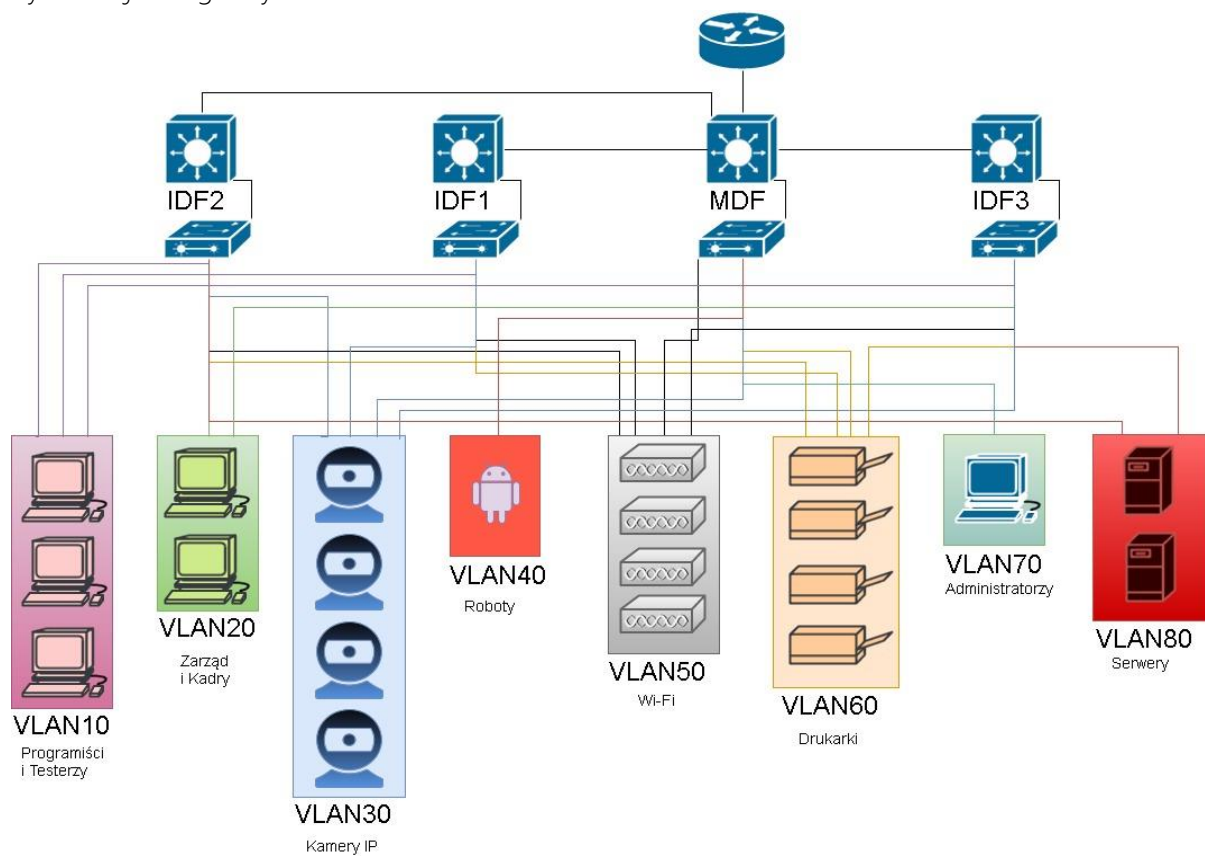 IDF2
IDF1
MDF
IDF3
VLAN10
Programiści
i Testerzy
VLAN20
Zarząd
i Kadry
VLAN30
Kamery IP
VLAN40
Roboty
VLAN50
Wi-Fi
VLAN60
Drukarki
VLAN70
Administratorzy
VLAN80
Serwery